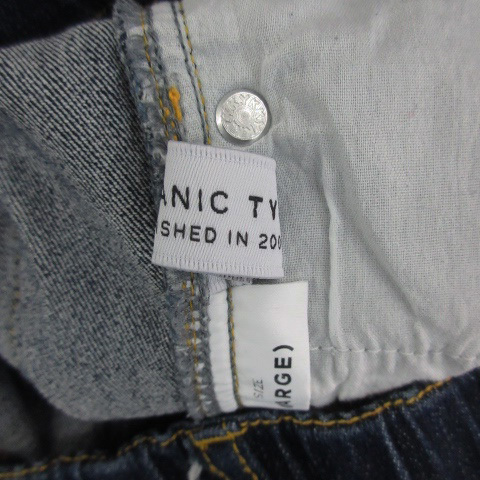 ANIC TY
SHED IN 200
SIZE
ARGE)